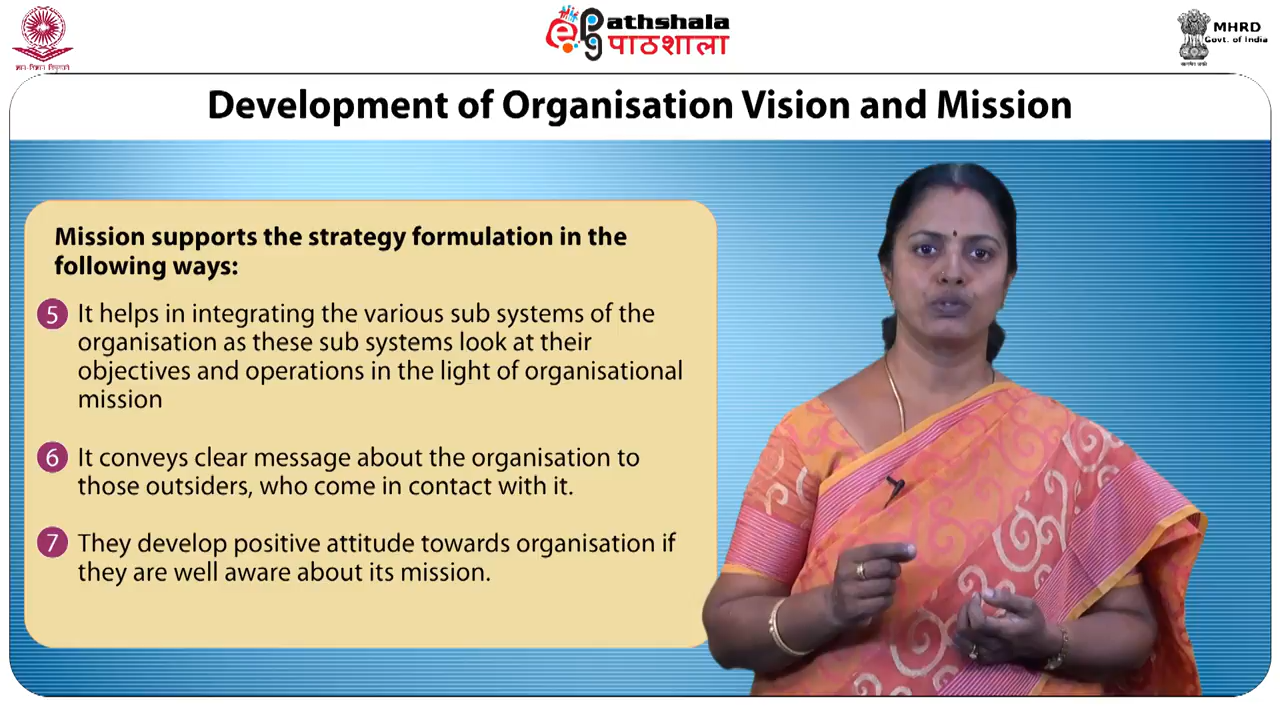 ज्ञान-विज्ञान विमुक्तये
ePathshala
पाठशाला
MHRD
Govt. of India
सत्यमेव जयते
Development of Organisation Vision and Mission
Mission supports the strategy formulation in the
following ways:
5 It helps in integrating the various sub systems of the
organisation as these sub systems look at their
objectives and operations in the light of organisational
mission
6 It conveys clear message about the organisation to
those outsiders, who come in contact with it.
7 They develop positive attitude towards organisation if
they are well aware about its mission.